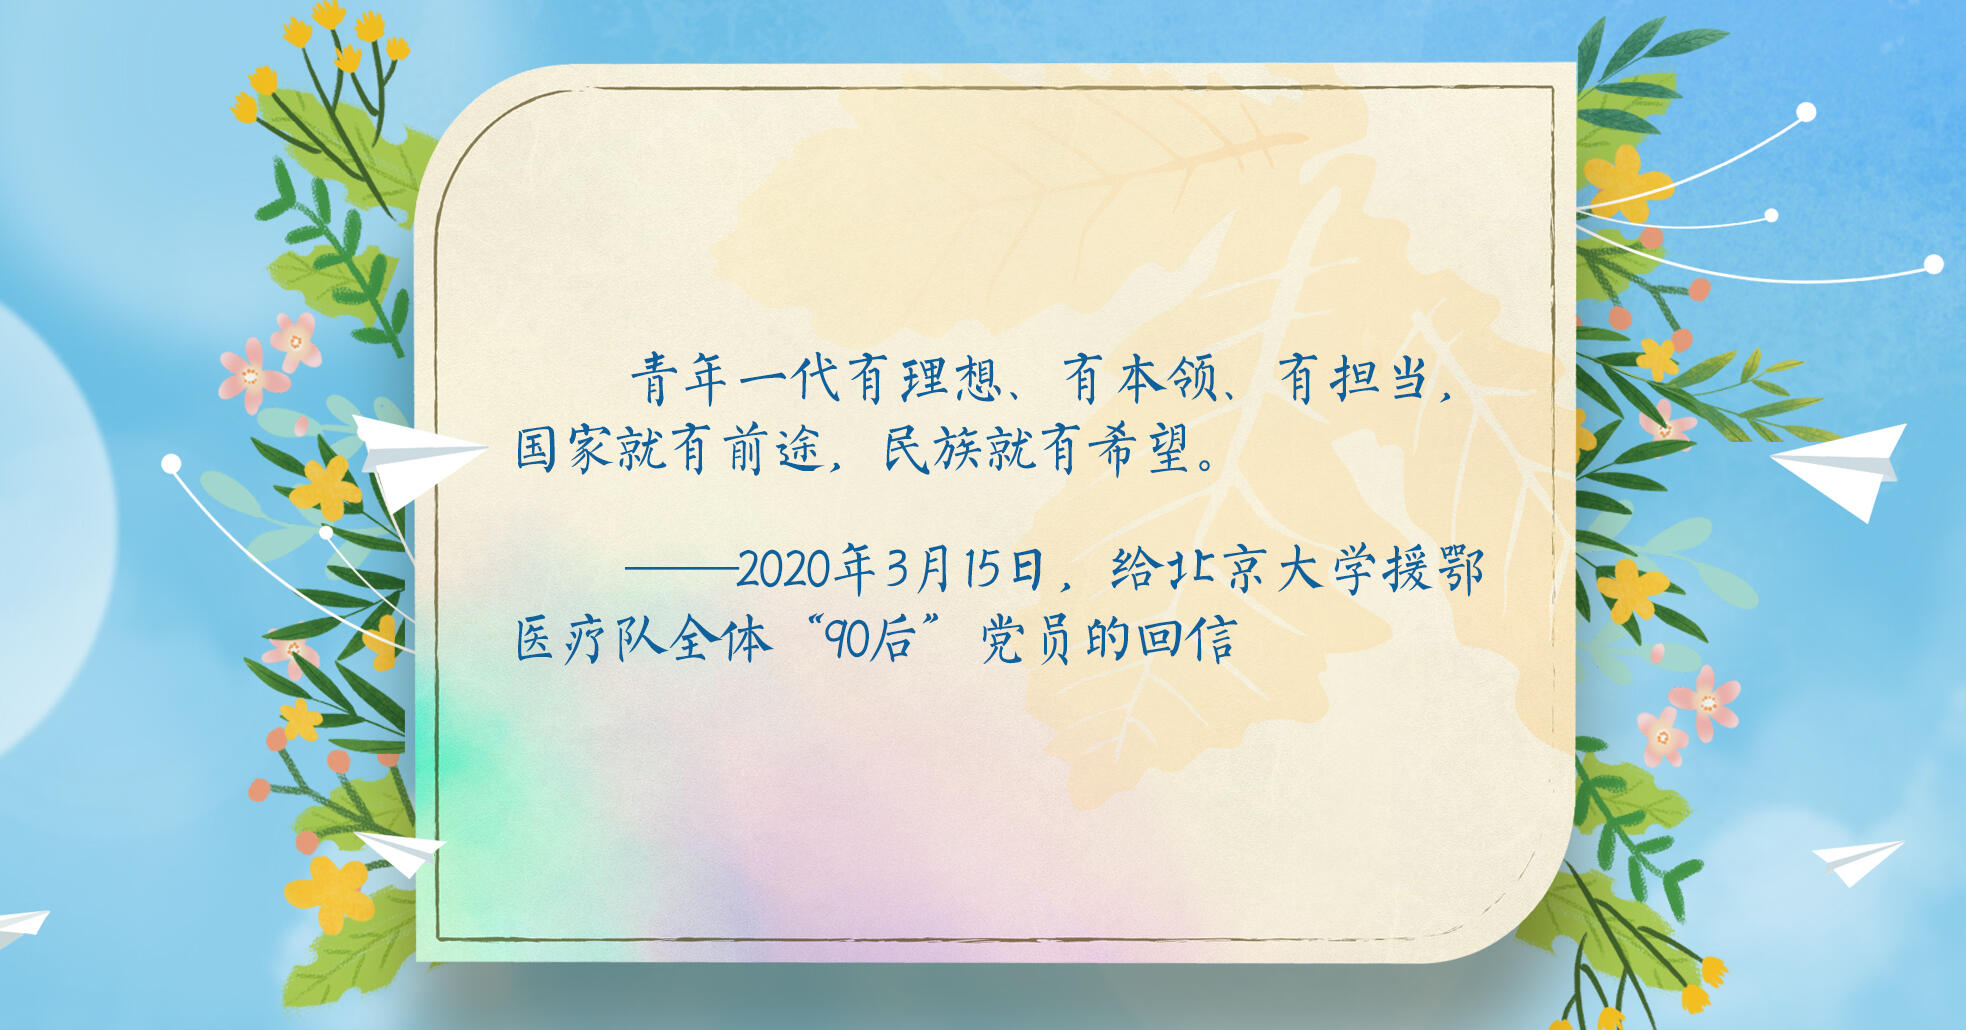 青年一代有理想、有本领、有担当，
国家就有前途，民族就有希望。
——2020年3月15日，给北京大学援鄂
医疗队全体“90后”党员的回信